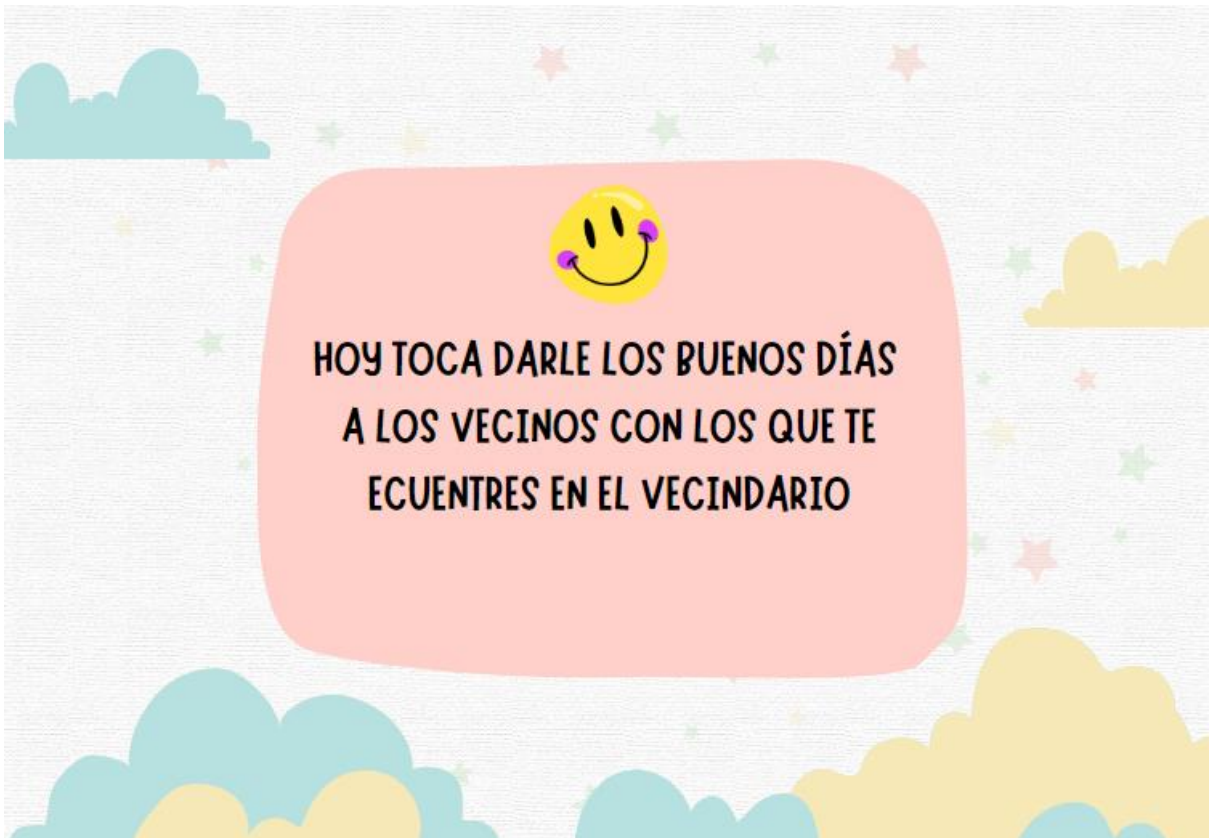 HOY TOCA DARLE LOS BUENOS DÍAS
A LOS VECINOS CON LOS QUE TE
ECUENTRES EN EL VECINDARIO